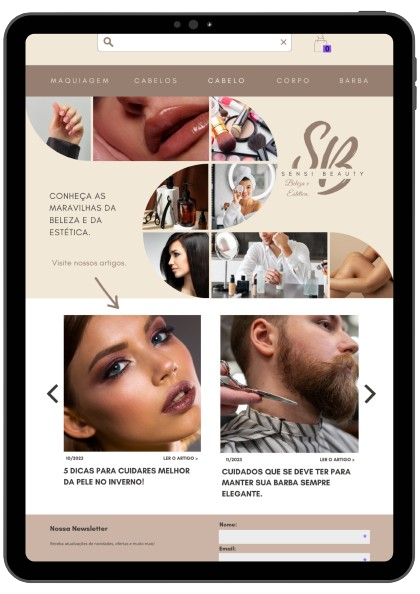 0
MAQUIAGEM CABELOS CABELO CORPO BARBA
SB
SENSI BEAUTY
Beleza e
Estética
CONHEÇA AS
MARAVILHAS DA
BELEZA E DA
ESTÉTICA.
Visite nossos artigos.
10/2023 LER O ARTIGO >
5 DICAS PARA CUIDARES MELHOR
DA PELE NO INVERNO!
11/2023 LER O ARTIGO >
CUIDADOS QUE SE DEVE TER PARA
MANTER SUA BARBA SEMPRE
ELEGANTE.
Nossa Newsletter
Receba atualizações de novidades, ofertas e muito mais!
Nome:
*
Email:
*